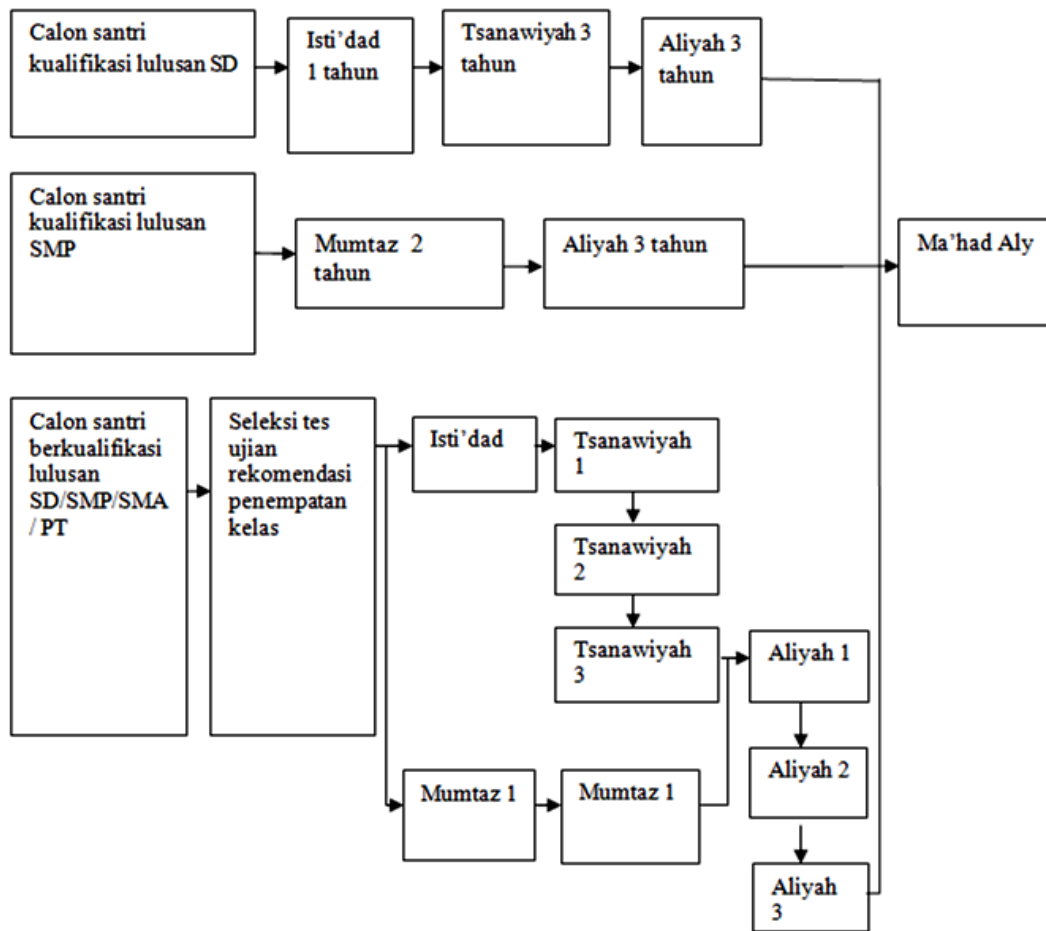 Calon santri
kualifikasi lulusan SD
Isti’dad
1 tahun
Tsanawiyah 3
tahun
Aliyah 3
tahun
Calon santri
kualifikasi lulusan
SMP
Mumtaz 2
tahun
Aliyah 3 tahun
Ma’had Aly
Calon santri
berkualifikasi
lulusan
SD/SMP/SMA
/ PT
Seleksi tes
ujian
rekomendasi
penempatan
kelas
Isti’dad
Tsanawiyah
1
Tsanawiyah
2
Tsanawiyah
3
Mumtaz 1
Mumtaz 1
Aliyah 1
Aliyah 2
Aliyah
3